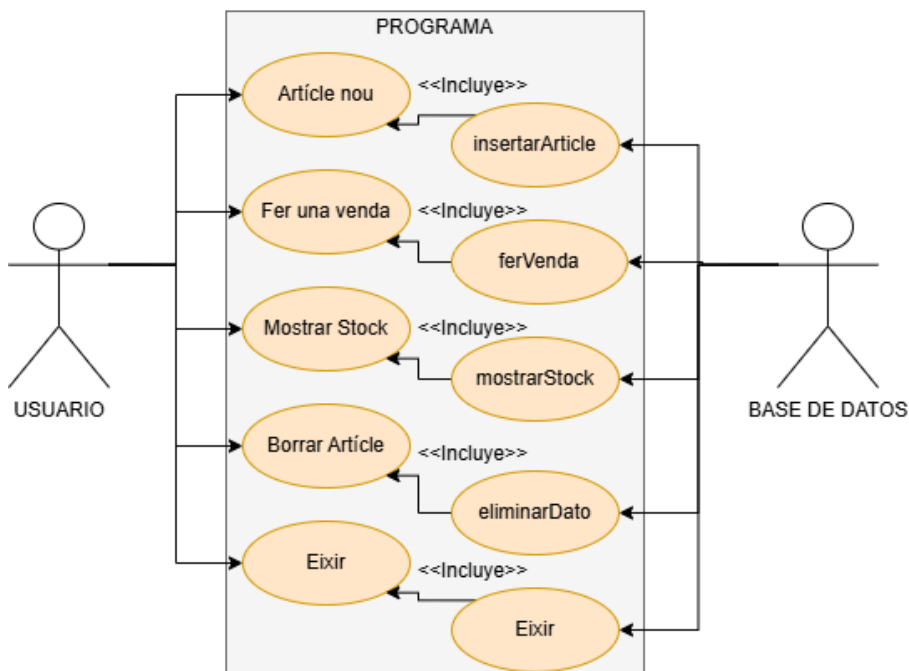 PROGRAMA
Artícle nou
<<Incluye>>
insertarArticle
Fer una venda
<<Incluye>>
ferVenda
Mostrar Stock
<<Incluye>>
mostrarStock
USUARIO
BASE DE DATOS
Borrar Artícle
<<Incluye>>
eliminarDato
Eixir
<<Incluye>>
Eixir